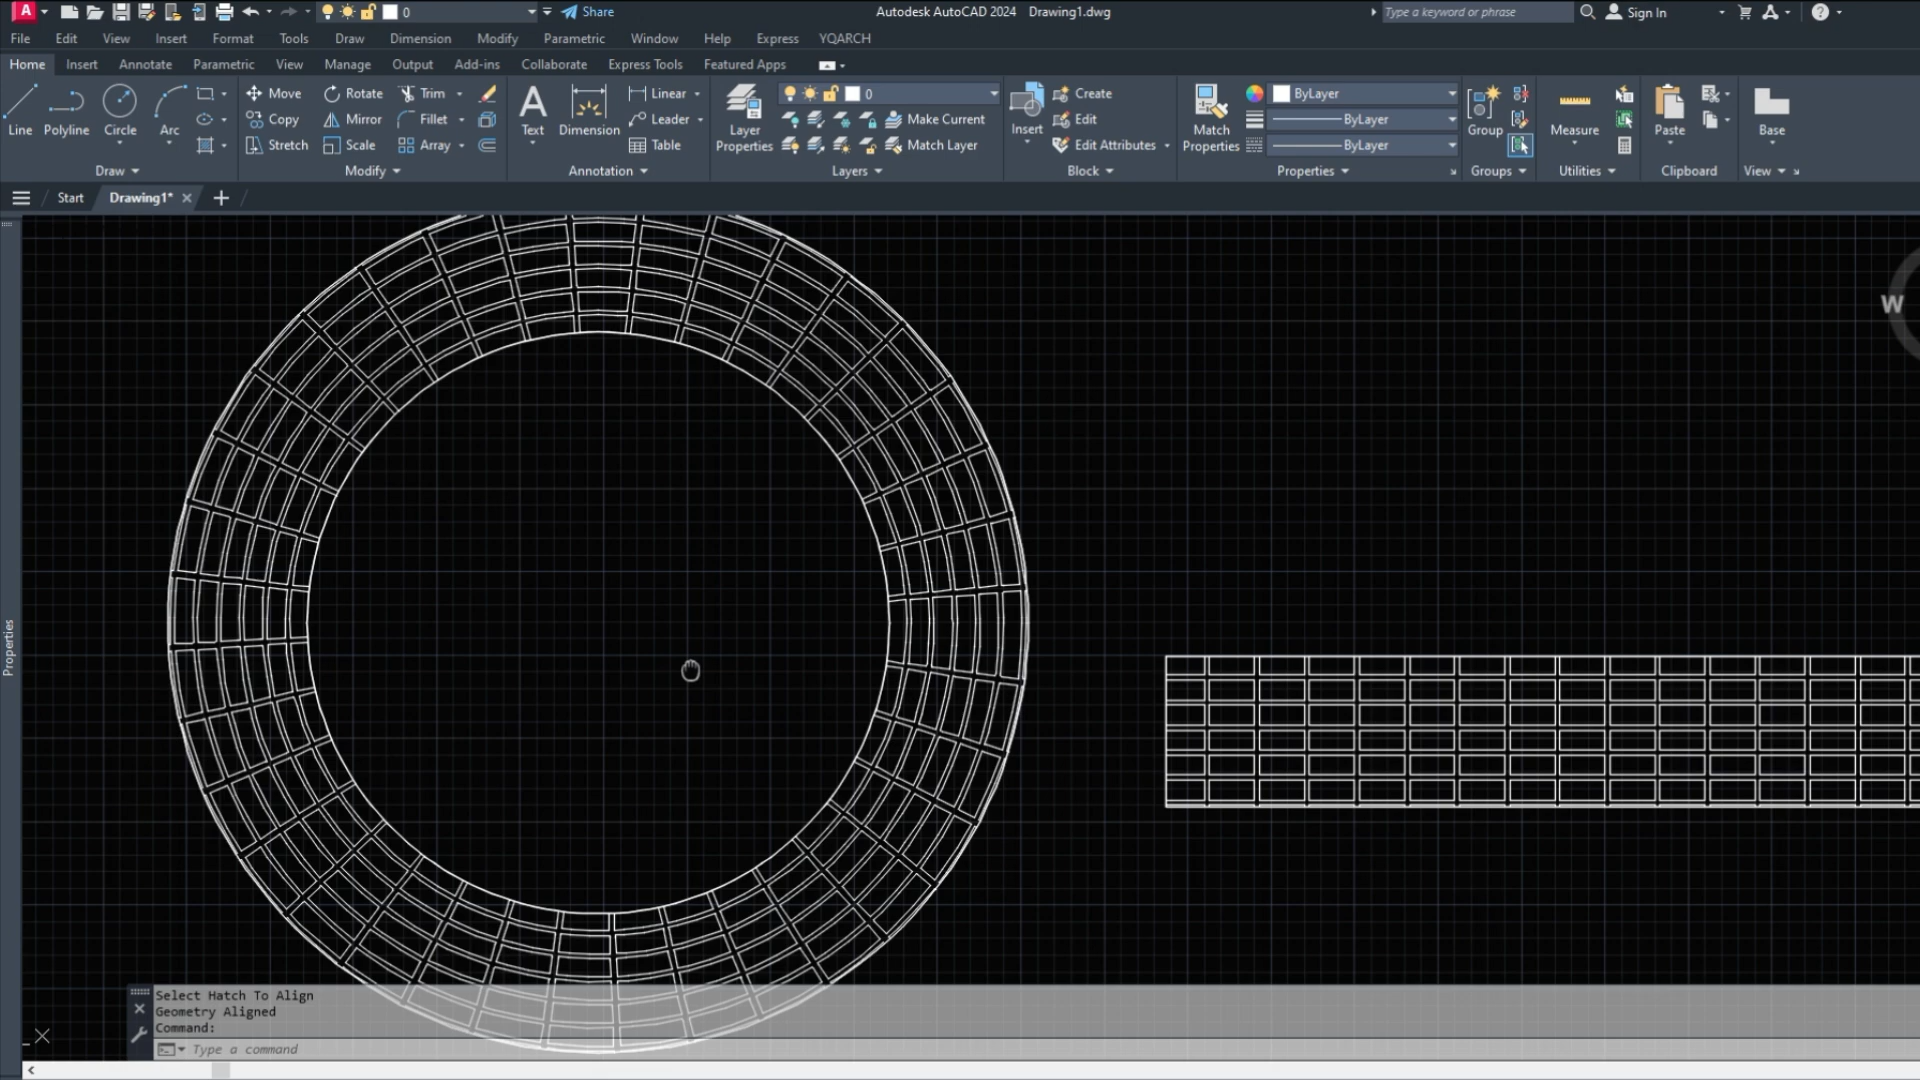 A 0 Share Autodesk AutoCAD 2024 Drawing1.dwg Type a keyword or phrase Sign In ?
File Edit View Insert Format Tools Draw Dimension Modify Parametric Window Help Express YQARCH
Home Insert Annotate Parametric View Manage Output Add-ins Collaborate Express Tools Featured Apps
Line Polyline Circle Arc
Draw
Move Rotate Trim
Copy Mirror Fillet
Stretch Scale Array
Modify
A Text Dimension
Linear
Leader
Table
Annotation
Layer Properties
0
Make Current
Match Layer
Layers
Insert
Create
Edit
Edit Attributes
Block
Match Properties
ByLayer
ByLayer
ByLayer
Properties
Group
Groups
Measure
Utilities
Paste
Clipboard
Base
View
Start Drawing1*
W
Properties
Select Hatch To Align
Geometry Aligned
Command:
Type a command